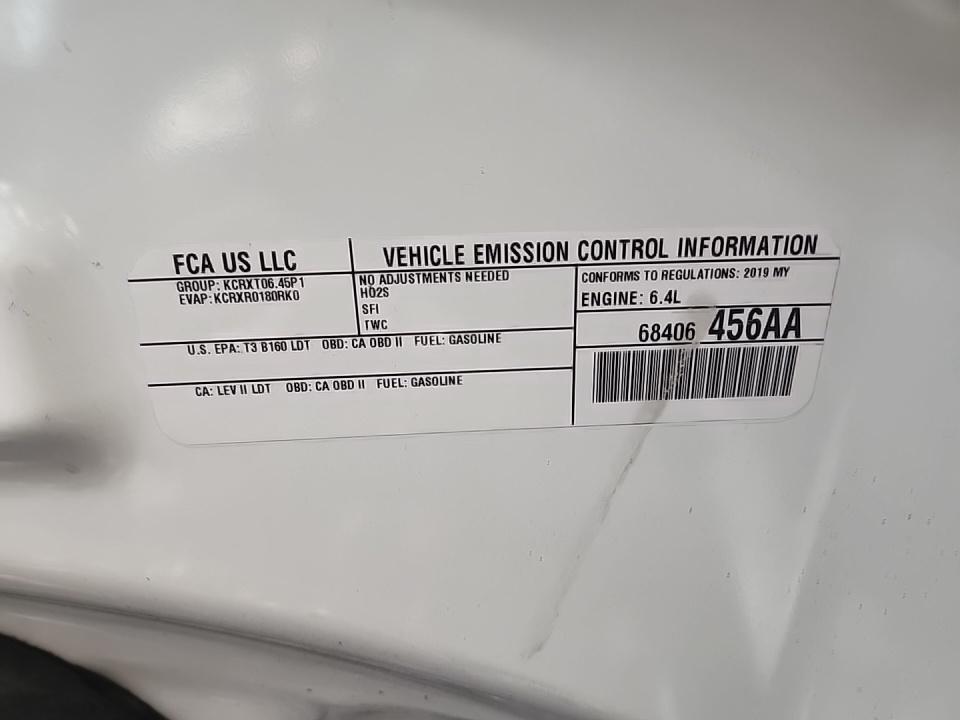 FCA US LLC
VEHICLE EMISSION CONTROL INFORMATION
GROUP: KCRXT06.45P1
EVAP: KCRXR0180RK0
NO ADJUSTMENTS NEEDED
HO2S
SFI
TWC
CONFORMS TO REGULATIONS: 2019 MY
ENGINE: 6.4L
68406 456AA
U.S. EPA: T3 B160 LDT OBD: CA OBD II FUEL: GASOLINE
CA: LEV II LDT OBD: CA OBD II FUEL: GASOLINE